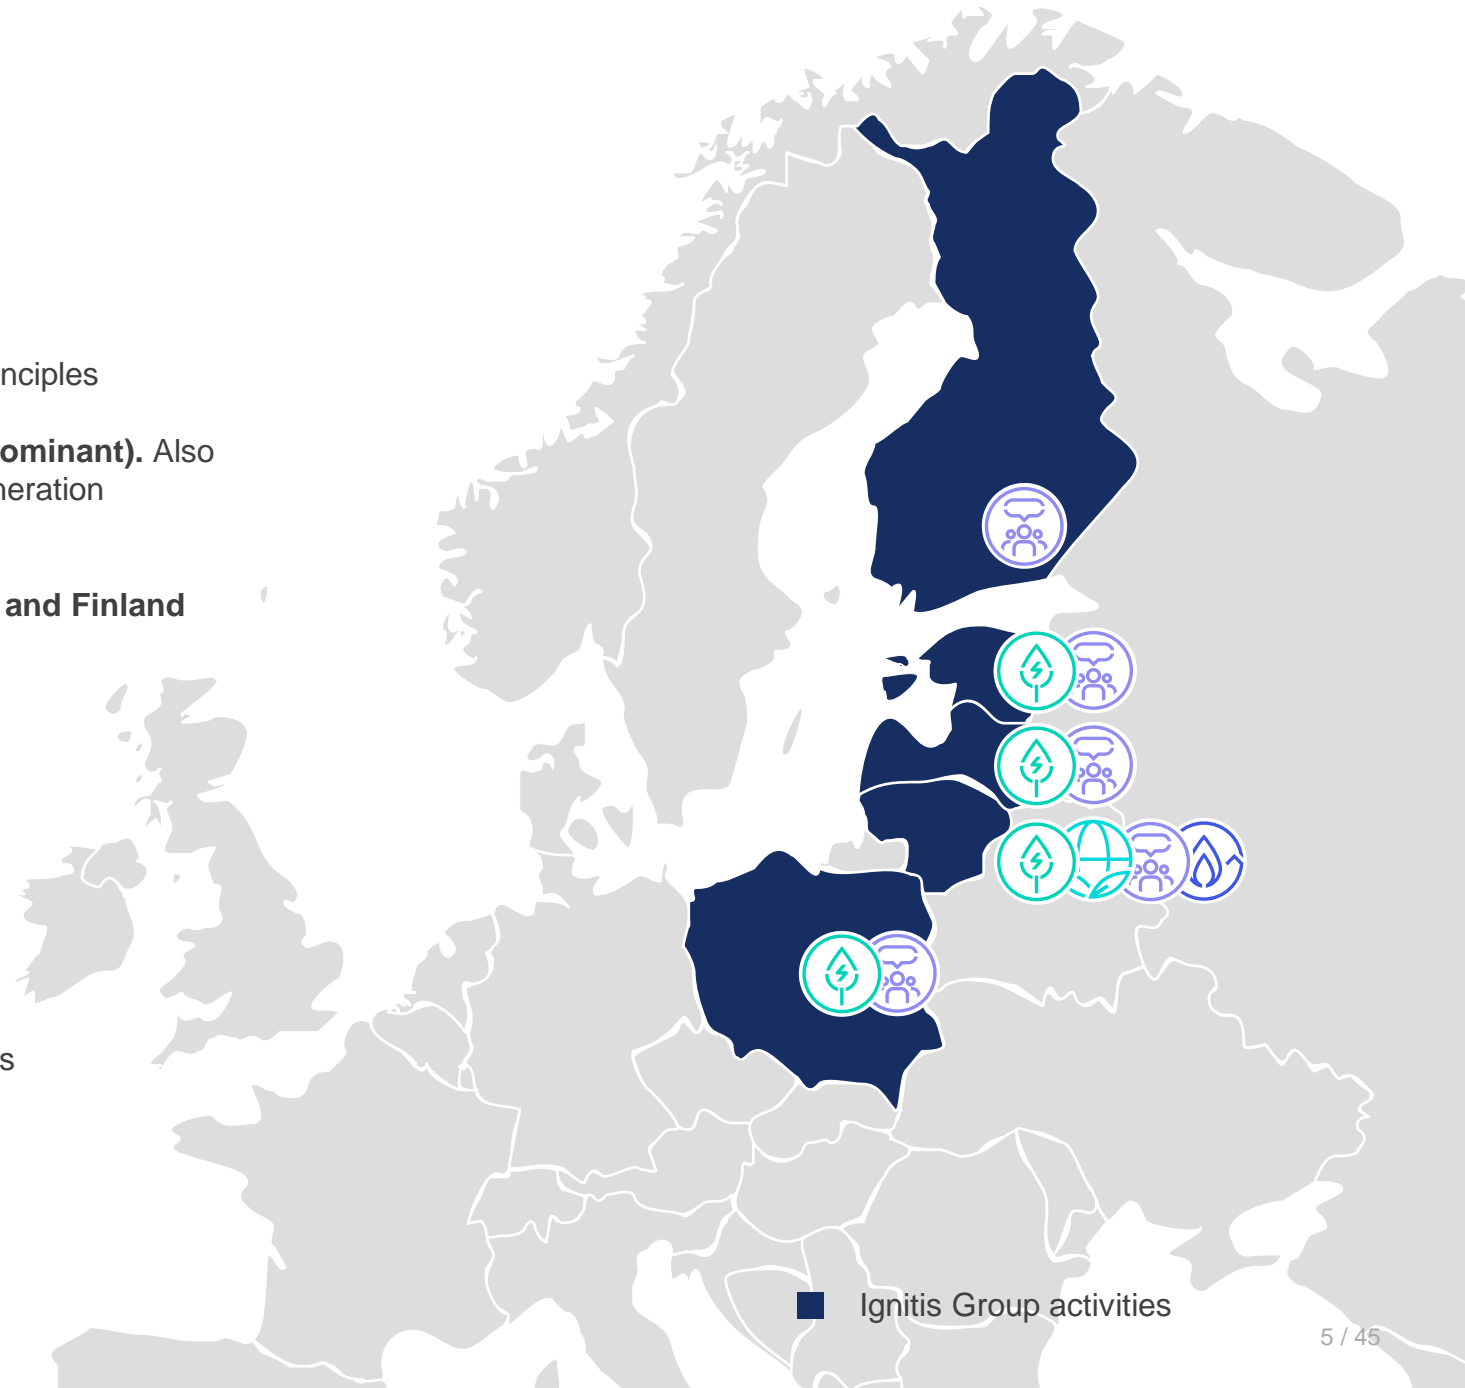 nciples
ominant). Also
neration
and Finland
s
Ignitis Group activities
5 / 45